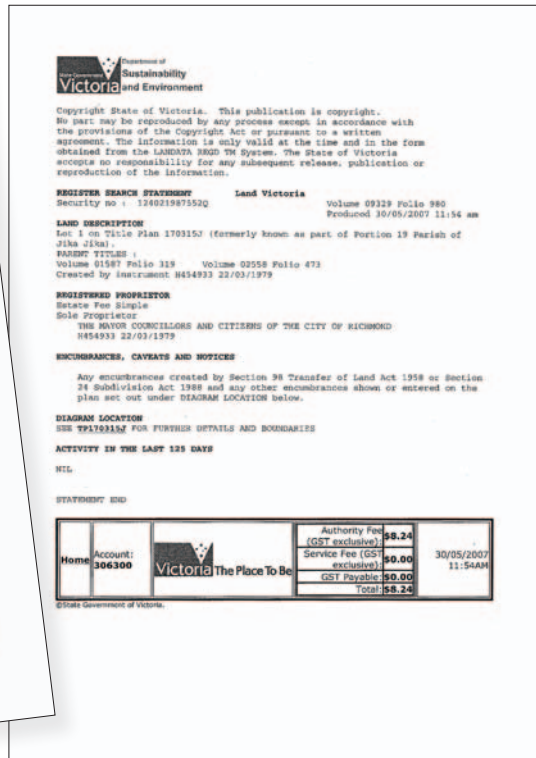 Department of
State Government
Victoria
Sustainability
and Environment
Copyright State of Victoria. This publication is copyright.
No part may be reproduced by any process except in accordance with
the provisions of the Copyright Act or pursuant to a written
agreement. The information is only valid at the time and in the form
obtained from the LANDATA REGD TM System. The State of Victoria
accepts no responsibility for any subsequent release, publication or
reproduction of the information.
REGISTER SEARCH STATEMENT Land Victoria
Security no : 124021987552Q Volume 09329 Folio 980
Produced 30/05/2007 11:54 am
LAND DESCRIPTION
Lot 1 on Title Plan 170315J (formerly known as part of Portion 19 Parish of
Jika Jika).
PARENT TITLES :
Volume 01587 Folio 319 Volume 02558 Folio 473
Created by instrument H454933 22/03/1979
REGISTERED PROPRIETOR
Estate Fee Simple
Sole Proprietor
THE MAYOR COUNCILLORS AND CITIZENS OF THE CITY OF RICHMOND
H454933 22/03/1979
ENCUMBRANCES, CAVEATS AND NOTICES
Any encumbrances created by Section 98 Transfer of Land Act 1958 or Section
24 Subdivision Act 1988 and any other encumbrances shown or entered on the
plan set out under DIAGRAM LOCATION below.
DIAGRAM LOCATION
SEE TP170315J FOR FURTHER DETAILS AND BOUNDARIES
ACTIVITY IN THE LAST 125 DAYS
NIL
STATEMENT END
Home
Account:
306300
Victoria The Place To Be
Authority Fee
(GST exclusive): $8.24
Service Fee (GST
exclusive): $0.00
GST Payable: $0.00
Total: $8.24
30/05/2007
11:54AM
©State Government of Victoria.